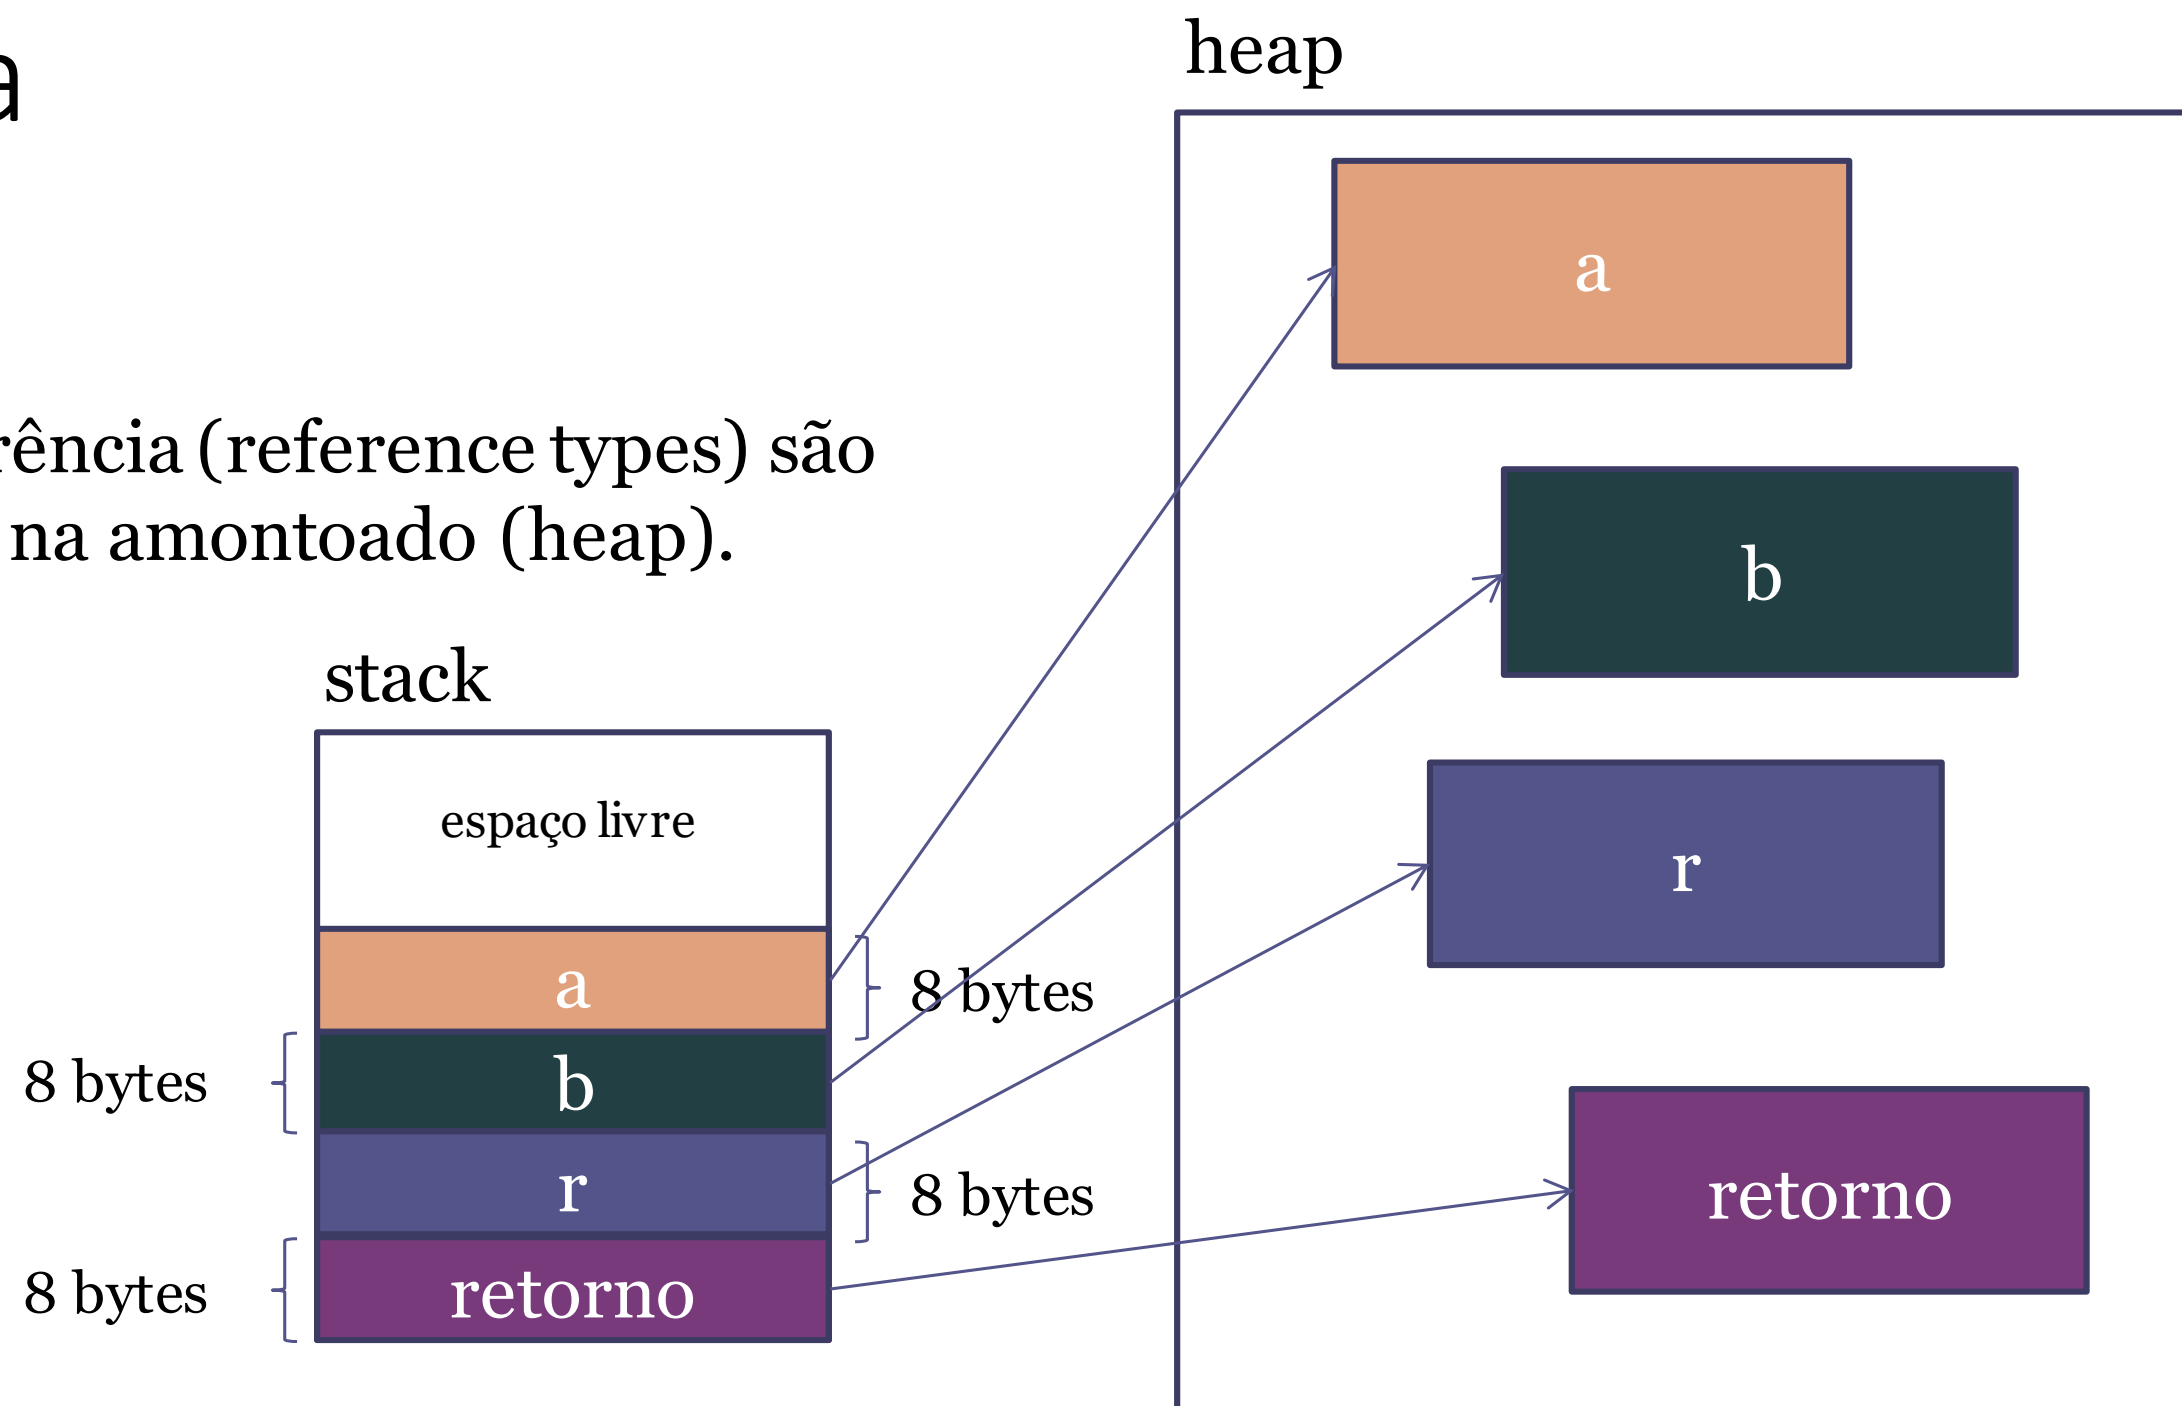 a
heap
a
rência (reference types) são
na amontoado (heap).
b
stack
espaço livre
r
a
8 bytes
8 bytes
b
r
8 bytes
retorno
8 bytes
retorno